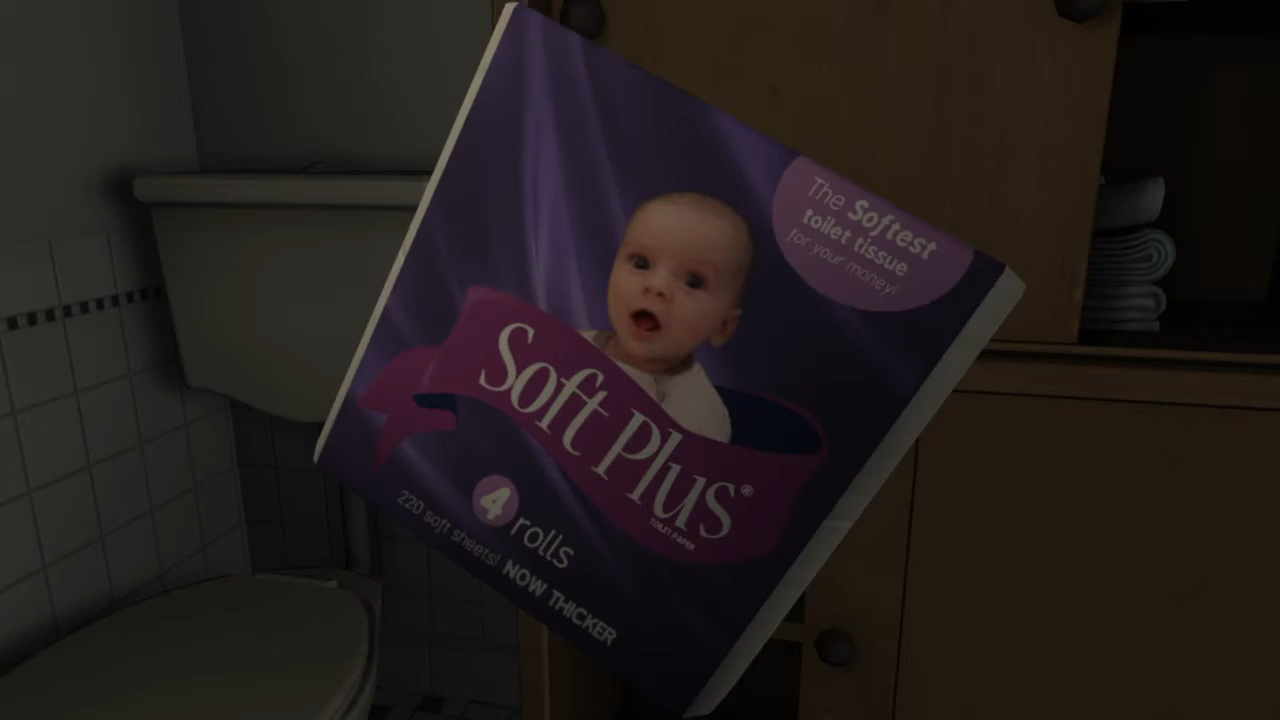 The Softest
toilet tissue
for your money!
Soft Plus®
TOILET PAPER
4 rolls
220 soft sheets! NOW THICKER